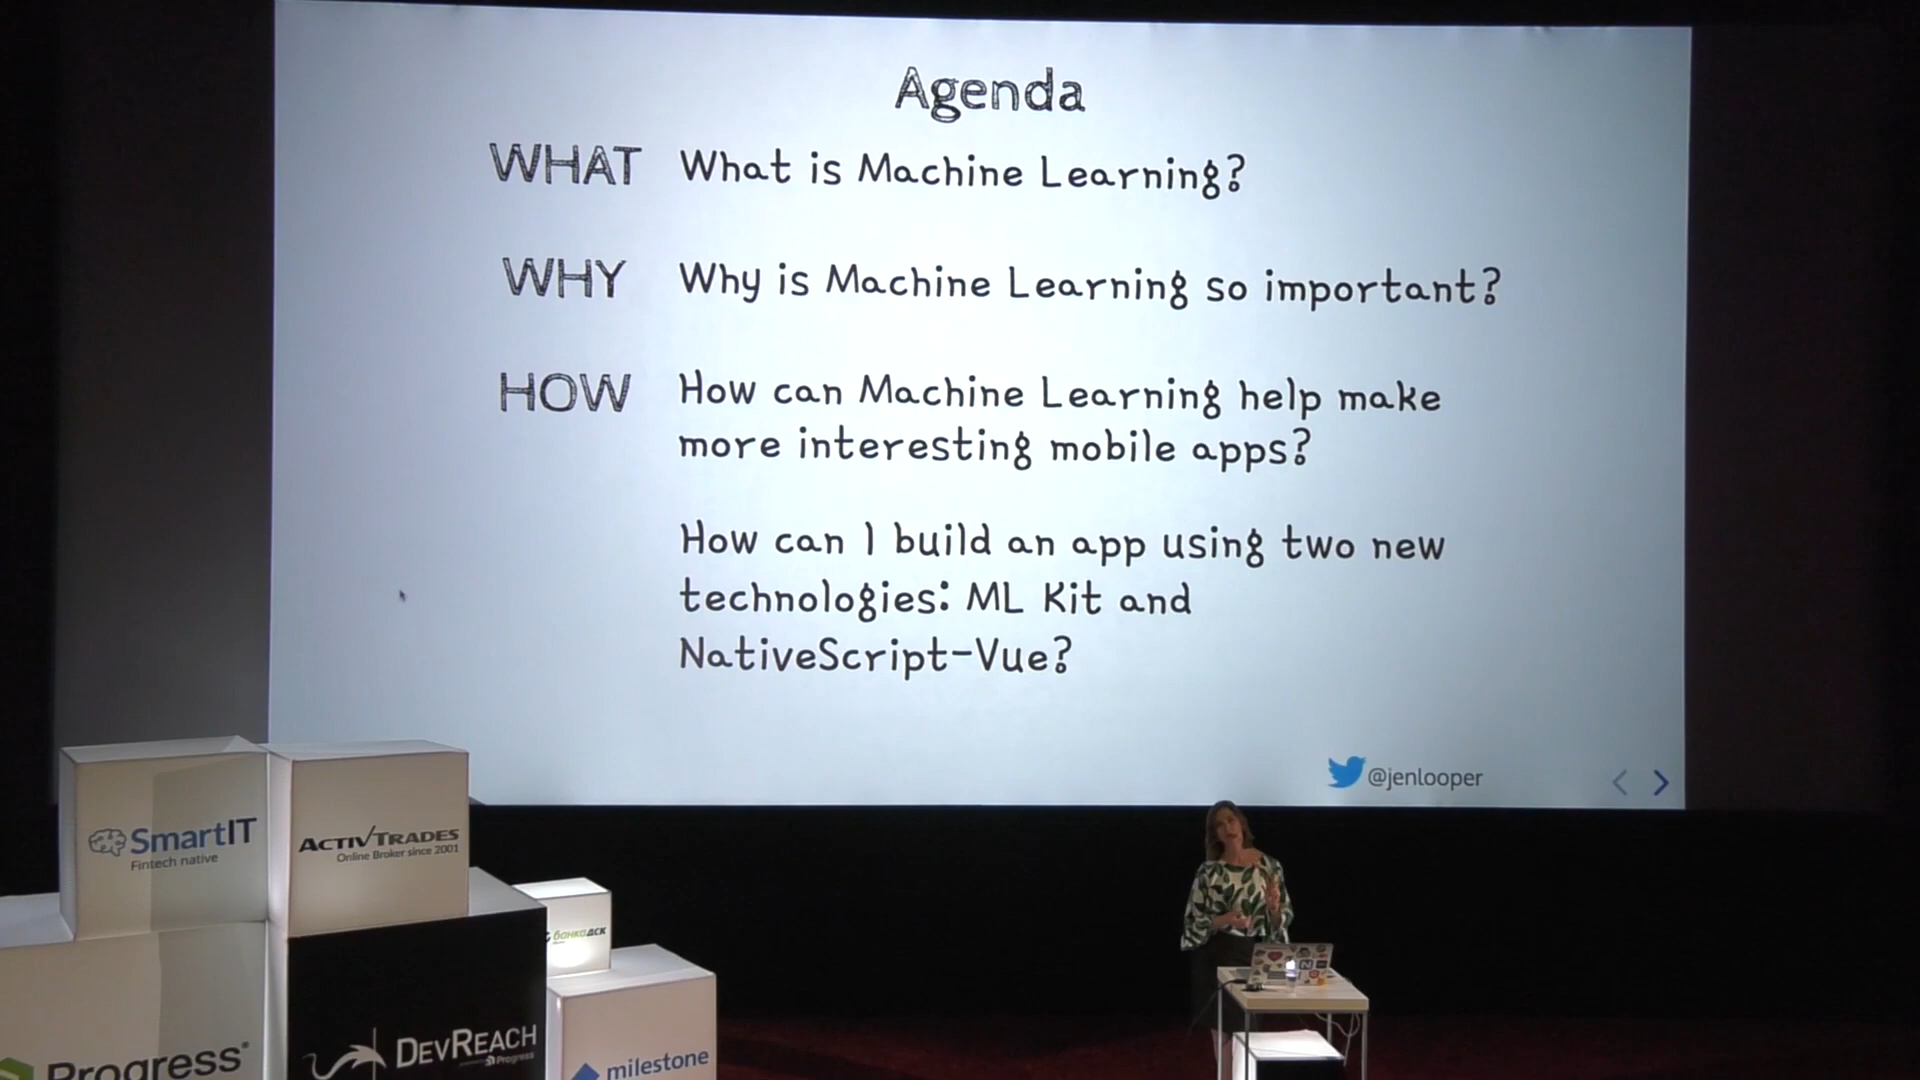 Agenda
WHAT What is Machine Learning?
WHY Why is Machine Learning so important?
HOW How can Machine Learning help make
more interesting mobile apps?
How can I build an app using two new
technologies: ML Kit and
NativeScript-Vue?
@jenlooper
SmartIT
Fintech native
ACTIVTRADES
Online Broker since 2001
банкаДСК
Progress®
DEVREACH
Progress
milestone